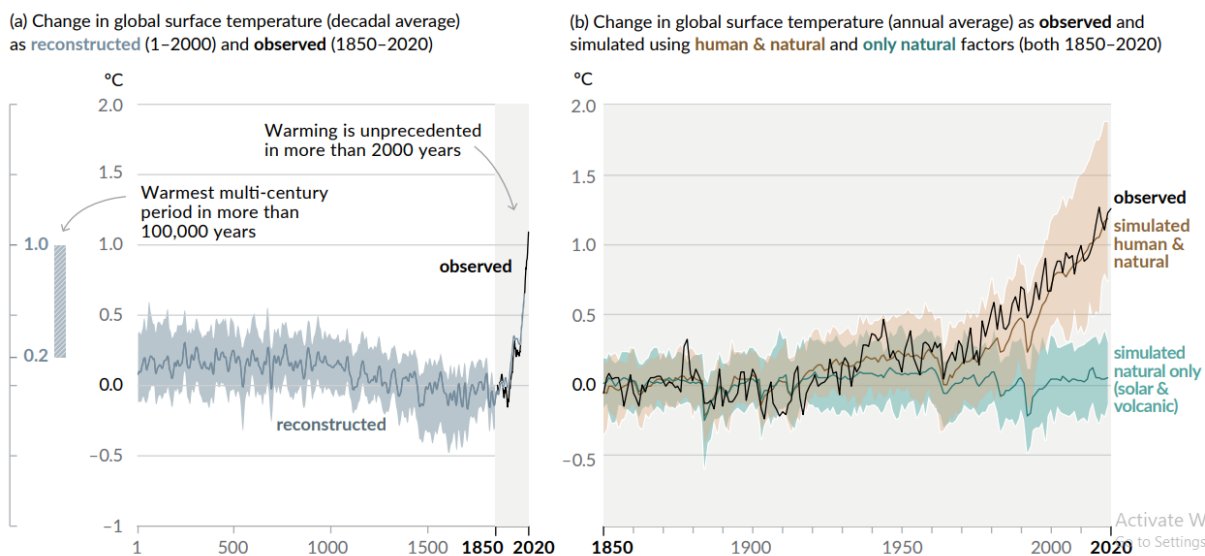 (a) Change in global surface temperature (decadal average)
as reconstructed (1–2000) and observed (1850–2020)
°C
2.0
1.5
1.0
0.5
0.0
−0.5
−1
1.0
0.2
Warming is unprecedented
in more than 2000 years
Warmest multi-century
period in more than
100,000 years
observed
reconstructed
1
500
1000
1500
1850
2020
(b) Change in global surface temperature (annual average) as observed and
simulated using human & natural and only natural factors (both 1850–2020)
°C
2.0
1.5
1.0
0.5
0.0
−0.5
observed
simulated
human &
natural
simulated
natural only
(solar &
volcanic)
1850
1900
1950
2000
2020
Activate W
Go to Settings